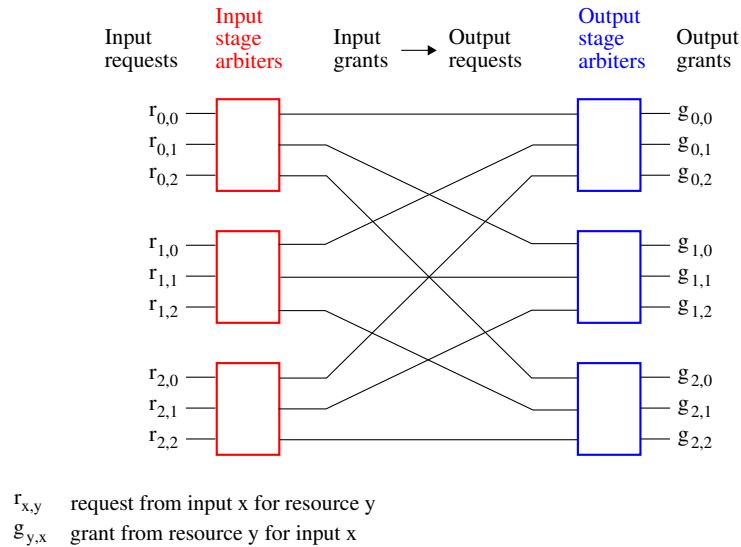 Input requests
Input stage arbiters
Input grants
Output requests
Output stage arbiters
Output grants
r0,0
r0,1
r0,2
r1,0
r1,1
r1,2
r2,0
r2,1
r2,2
g0,0
g0,1
g0,2
g1,0
g1,1
g1,2
g2,0
g2,1
g2,2
rx,y request from input x for resource y
gy,x grant from resource y for input x